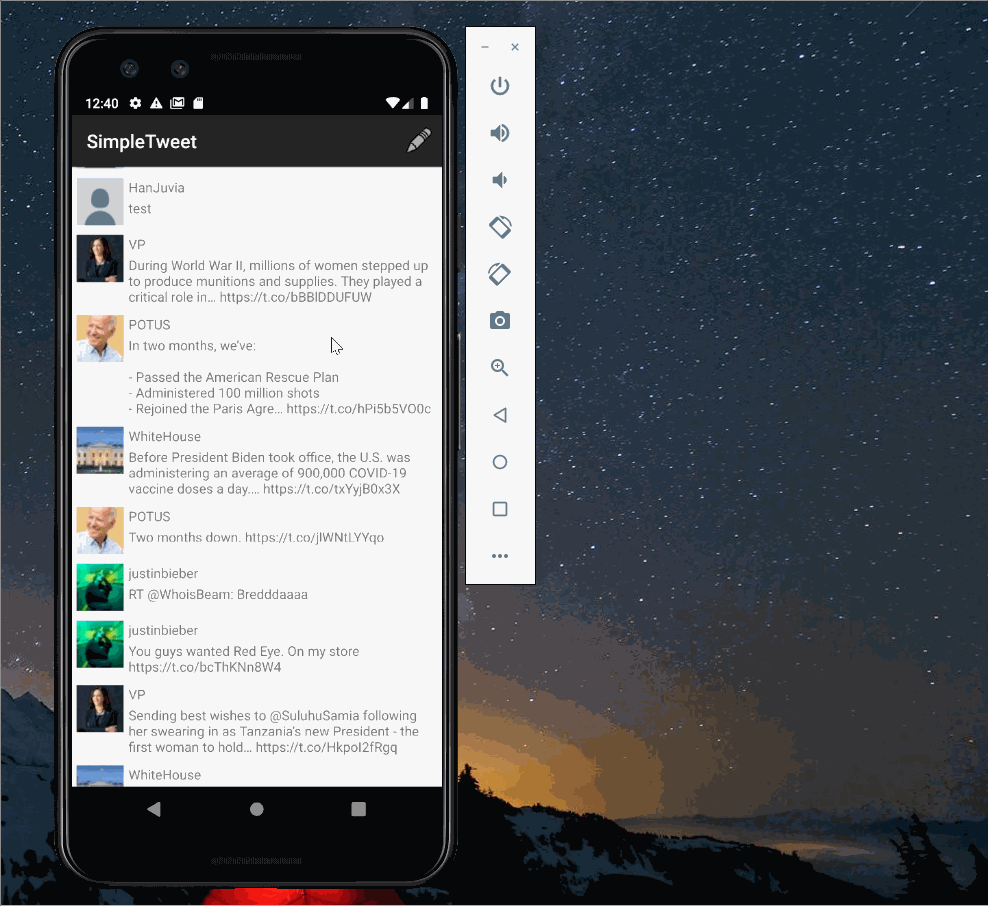 12:40
SimpleTweet
HanJuvia
test
VP
During World War II, millions of women stepped up
to produce munitions and supplies. They played a
critical role in… https://t.co/bBBIDDUFUW
POTUS
In two months, we've:
- Passed the American Rescue Plan
- Administered 100 million shots
- Rejoined the Paris Agre… https://t.co/hPi5b5VO0c
WhiteHouse
Before President Biden took office, the U.S. was
administering an average of 900,000 COVID-19
vaccine doses a day.… https://t.co/txYyjB0x3X
POTUS
Two months down. https://t.co/jlWNtLYYqo
justinbieber
RT @WhoisBeam: Bredddaaaa
justinbieber
You guys wanted Red Eye. On my store
https://t.co/bcThKNn8W4
VP
Sending best wishes to @SuluhuSamia following
her swearing in as Tanzania's new President - the
first woman to hold… https://t.co/HkpoI2fRgq
WhiteHouse